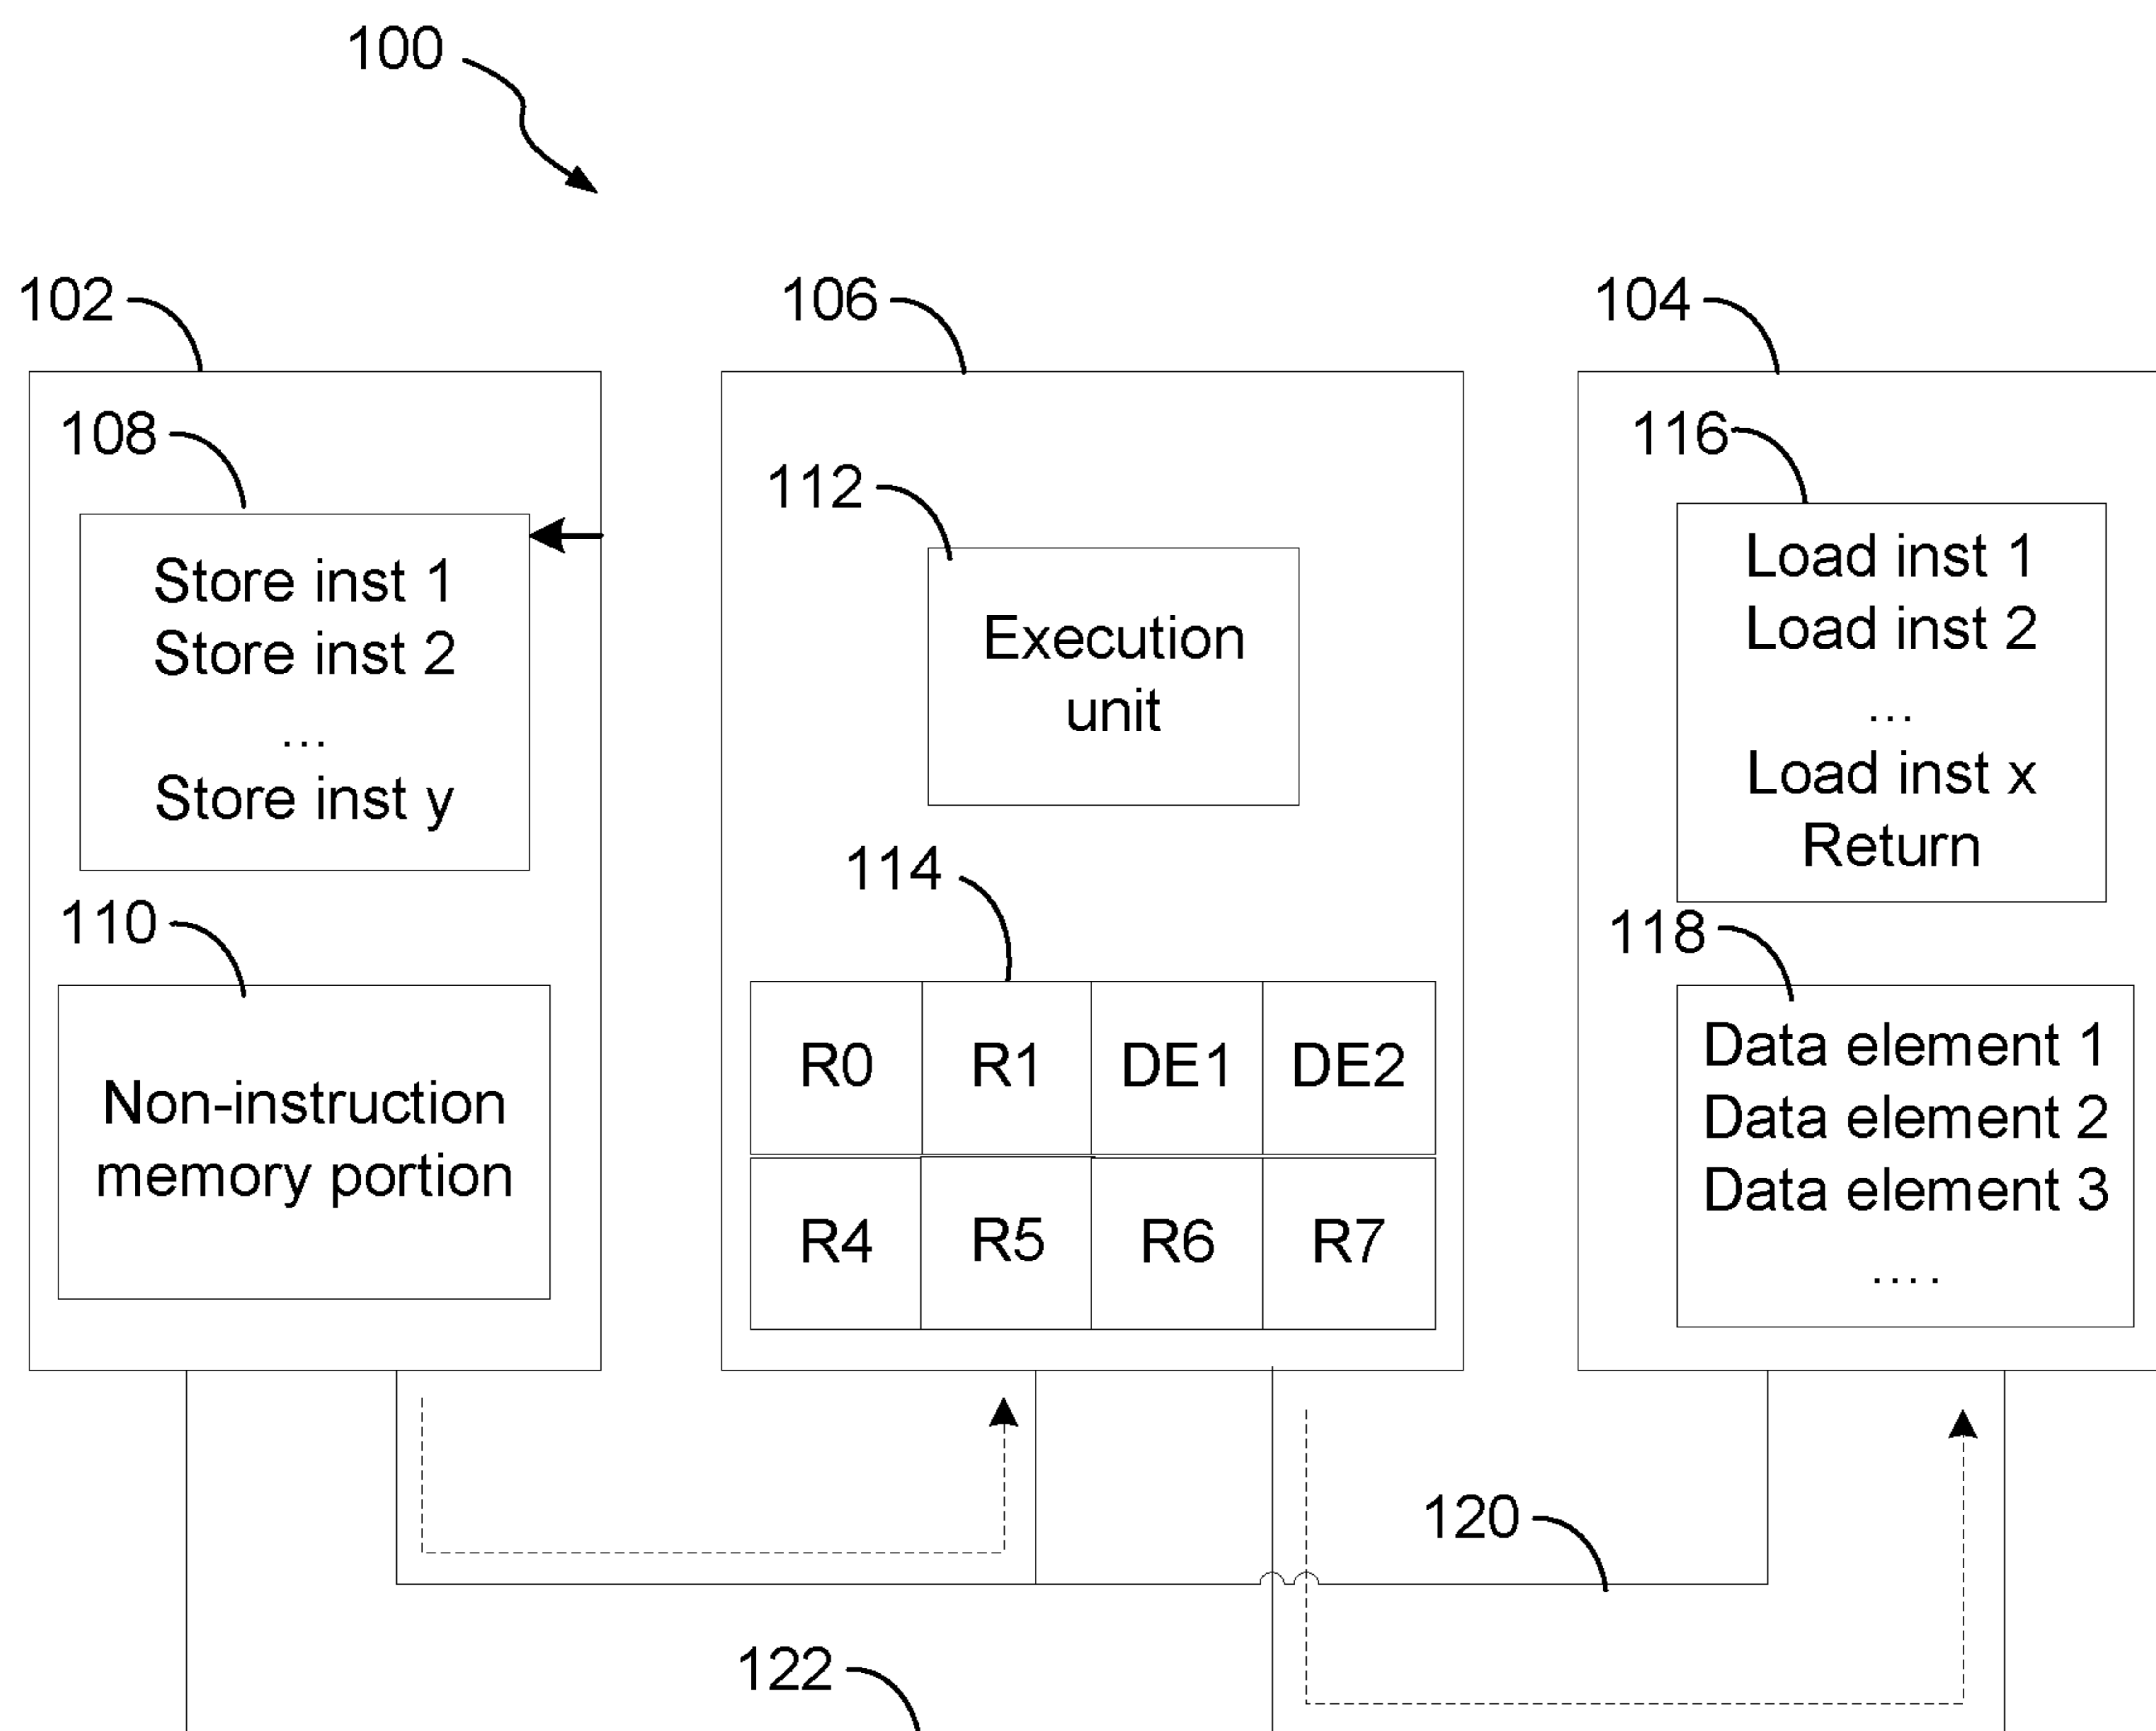 100
102
106
104
108
Store inst 1
Store inst 2
...
Store inst y
110
Non-instruction
memory portion
112
Execution
unit
114
R0 R1 DE1 DE2
R4 R5 R6 R7
116
Load inst 1
Load inst 2
...
Load inst x
Return
118
Data element 1
Data element 2
Data element 3
....
120
122